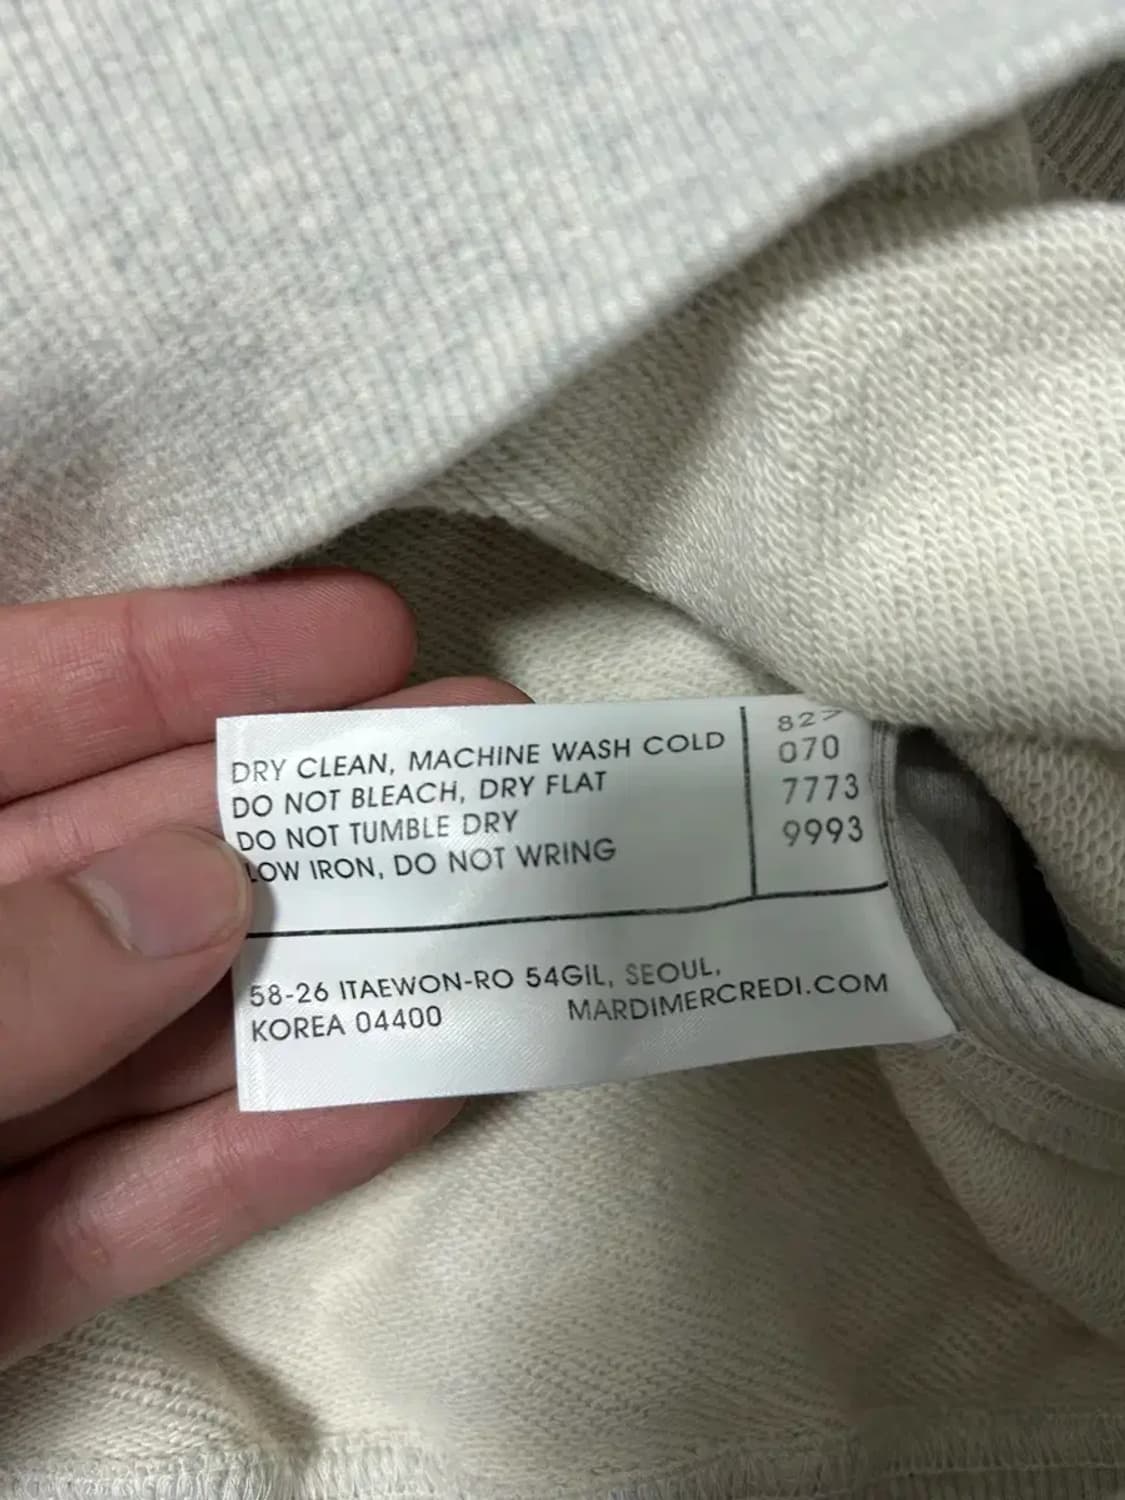 DRY CLEAN, MACHINE WASH COLD
DO NOT BLEACH, DRY FLAT
DO NOT TUMBLE DRY
LOW IRON, DO NOT WRING
82>
070
7773
9993
58-26 ITAEWON-RO 54GIL, SEOUL,
KOREA 04400
MARDIMERCREDI.COM